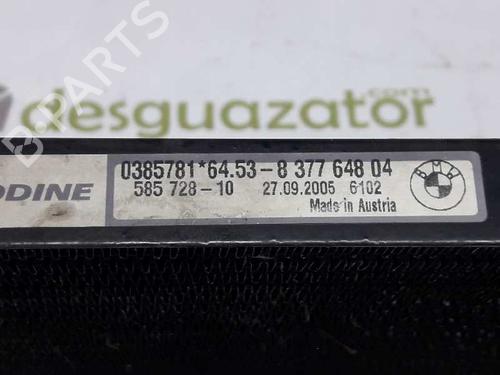 desguazator
.com
0385781*64.53-8 377 648 04
ODINE
585 728-10 27.09.2005 6102
Made in Austria
BMW
B-PARTS